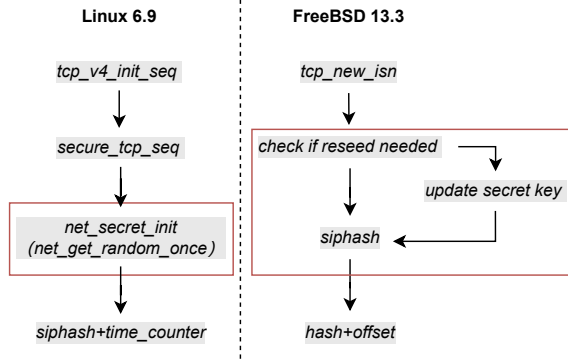 Linux 6.9
tcp_v4_init_seq
secure_tcp_seq
net_secret_init
(net_get_random_once)
siphash+time_counter
FreeBSD 13.3
tcp_new_isn
check if reseed needed
update secret key
siphash
hash+offset